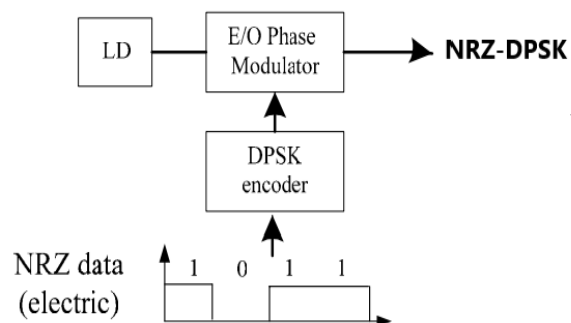 LD
E/O Phase
Modulator
NRZ-DPSK
DPSK
encoder
NRZ data
(electric)
1 0 1 1